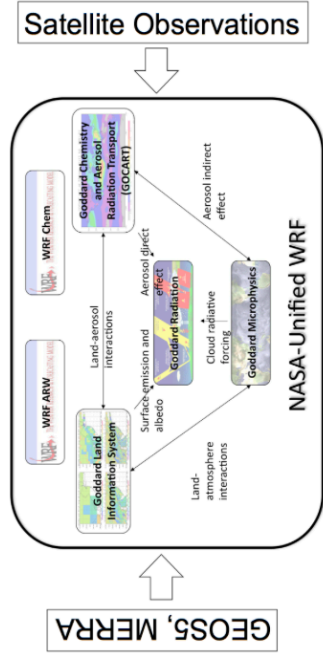 Satellite Observations
WRF ARW
WRF Chem
Goddard Land
Information System
Land-aerosol
interactions
Goddard Chemistry
and Aerosol
Radiation Transport
(GOCART)
Surface emission and
albedo
Aerosol direct
effect
Goddard Radiation
Land-
atmosphere
interactions
Cloud radiative
forcing
Aerosol indirect
effect
Goddard Microphysics
NASA-Unified WRF
GEOS5, MERRA